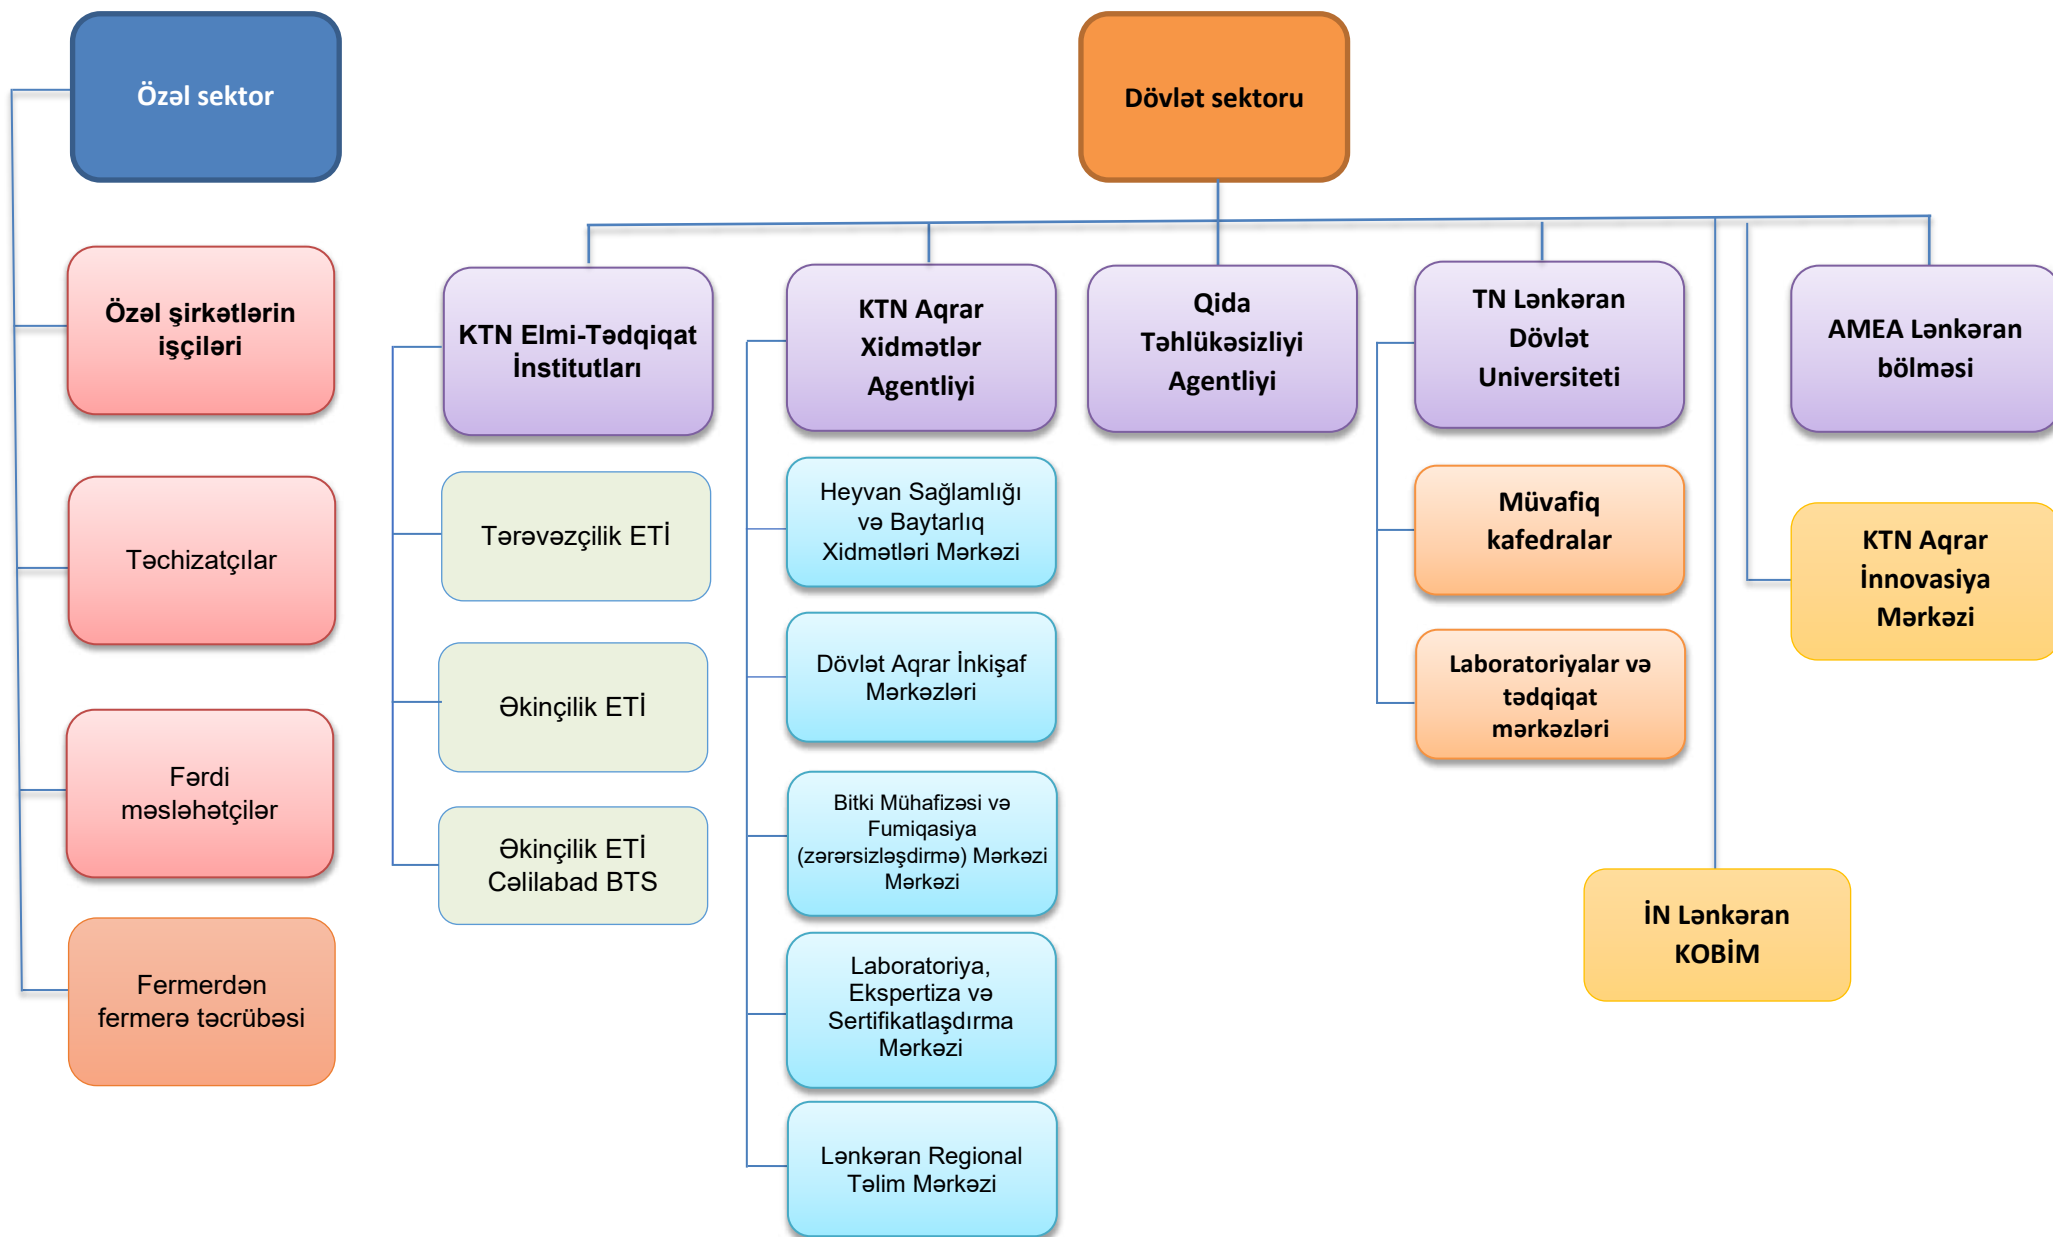 Özəl sektor
Dövlət sektoru
Özəl şirkətlərin
işçiləri
Təchizatçılar
Fərdi
məsləhətçilər
Fermerdən
fermerə təcrübəsi
KTN Elmi-Tədqiqat
İnstitutları
Tərəvəzçilik ETİ
Əkinçilik ETİ
Əkinçilik ETİ
Cəlilabad BTS
KTN Aqrar
Xidmətlər
Agentliyi
Heyvan Sağlamlığı
və Baytarlıq
Xidmətləri Mərkəzi
Dövlət Aqrar İnkişaf
Mərkəzləri
Bitki Mühafizəsi və
Fumiqasiya
(zərərsizləşdirmə) Mərkəzi
Mərkəzi
Laboratoriya,
Ekspertiza və
Sertifikatlaşdırma
Mərkəzi
Lənkəran Regional
Təlim Mərkəzi
Qida
Təhlükəsizliyi
Agentliyi
TN Lənkəran
Dövlət
Universiteti
Müvafiq
kafedralar
Laboratoriyalar və
tədqiqat
mərkəzləri
İN Lənkəran
KOBİM
AMEA Lənkəran
bölməsi
KTN Aqrar
İnnovasiya
Mərkəzi